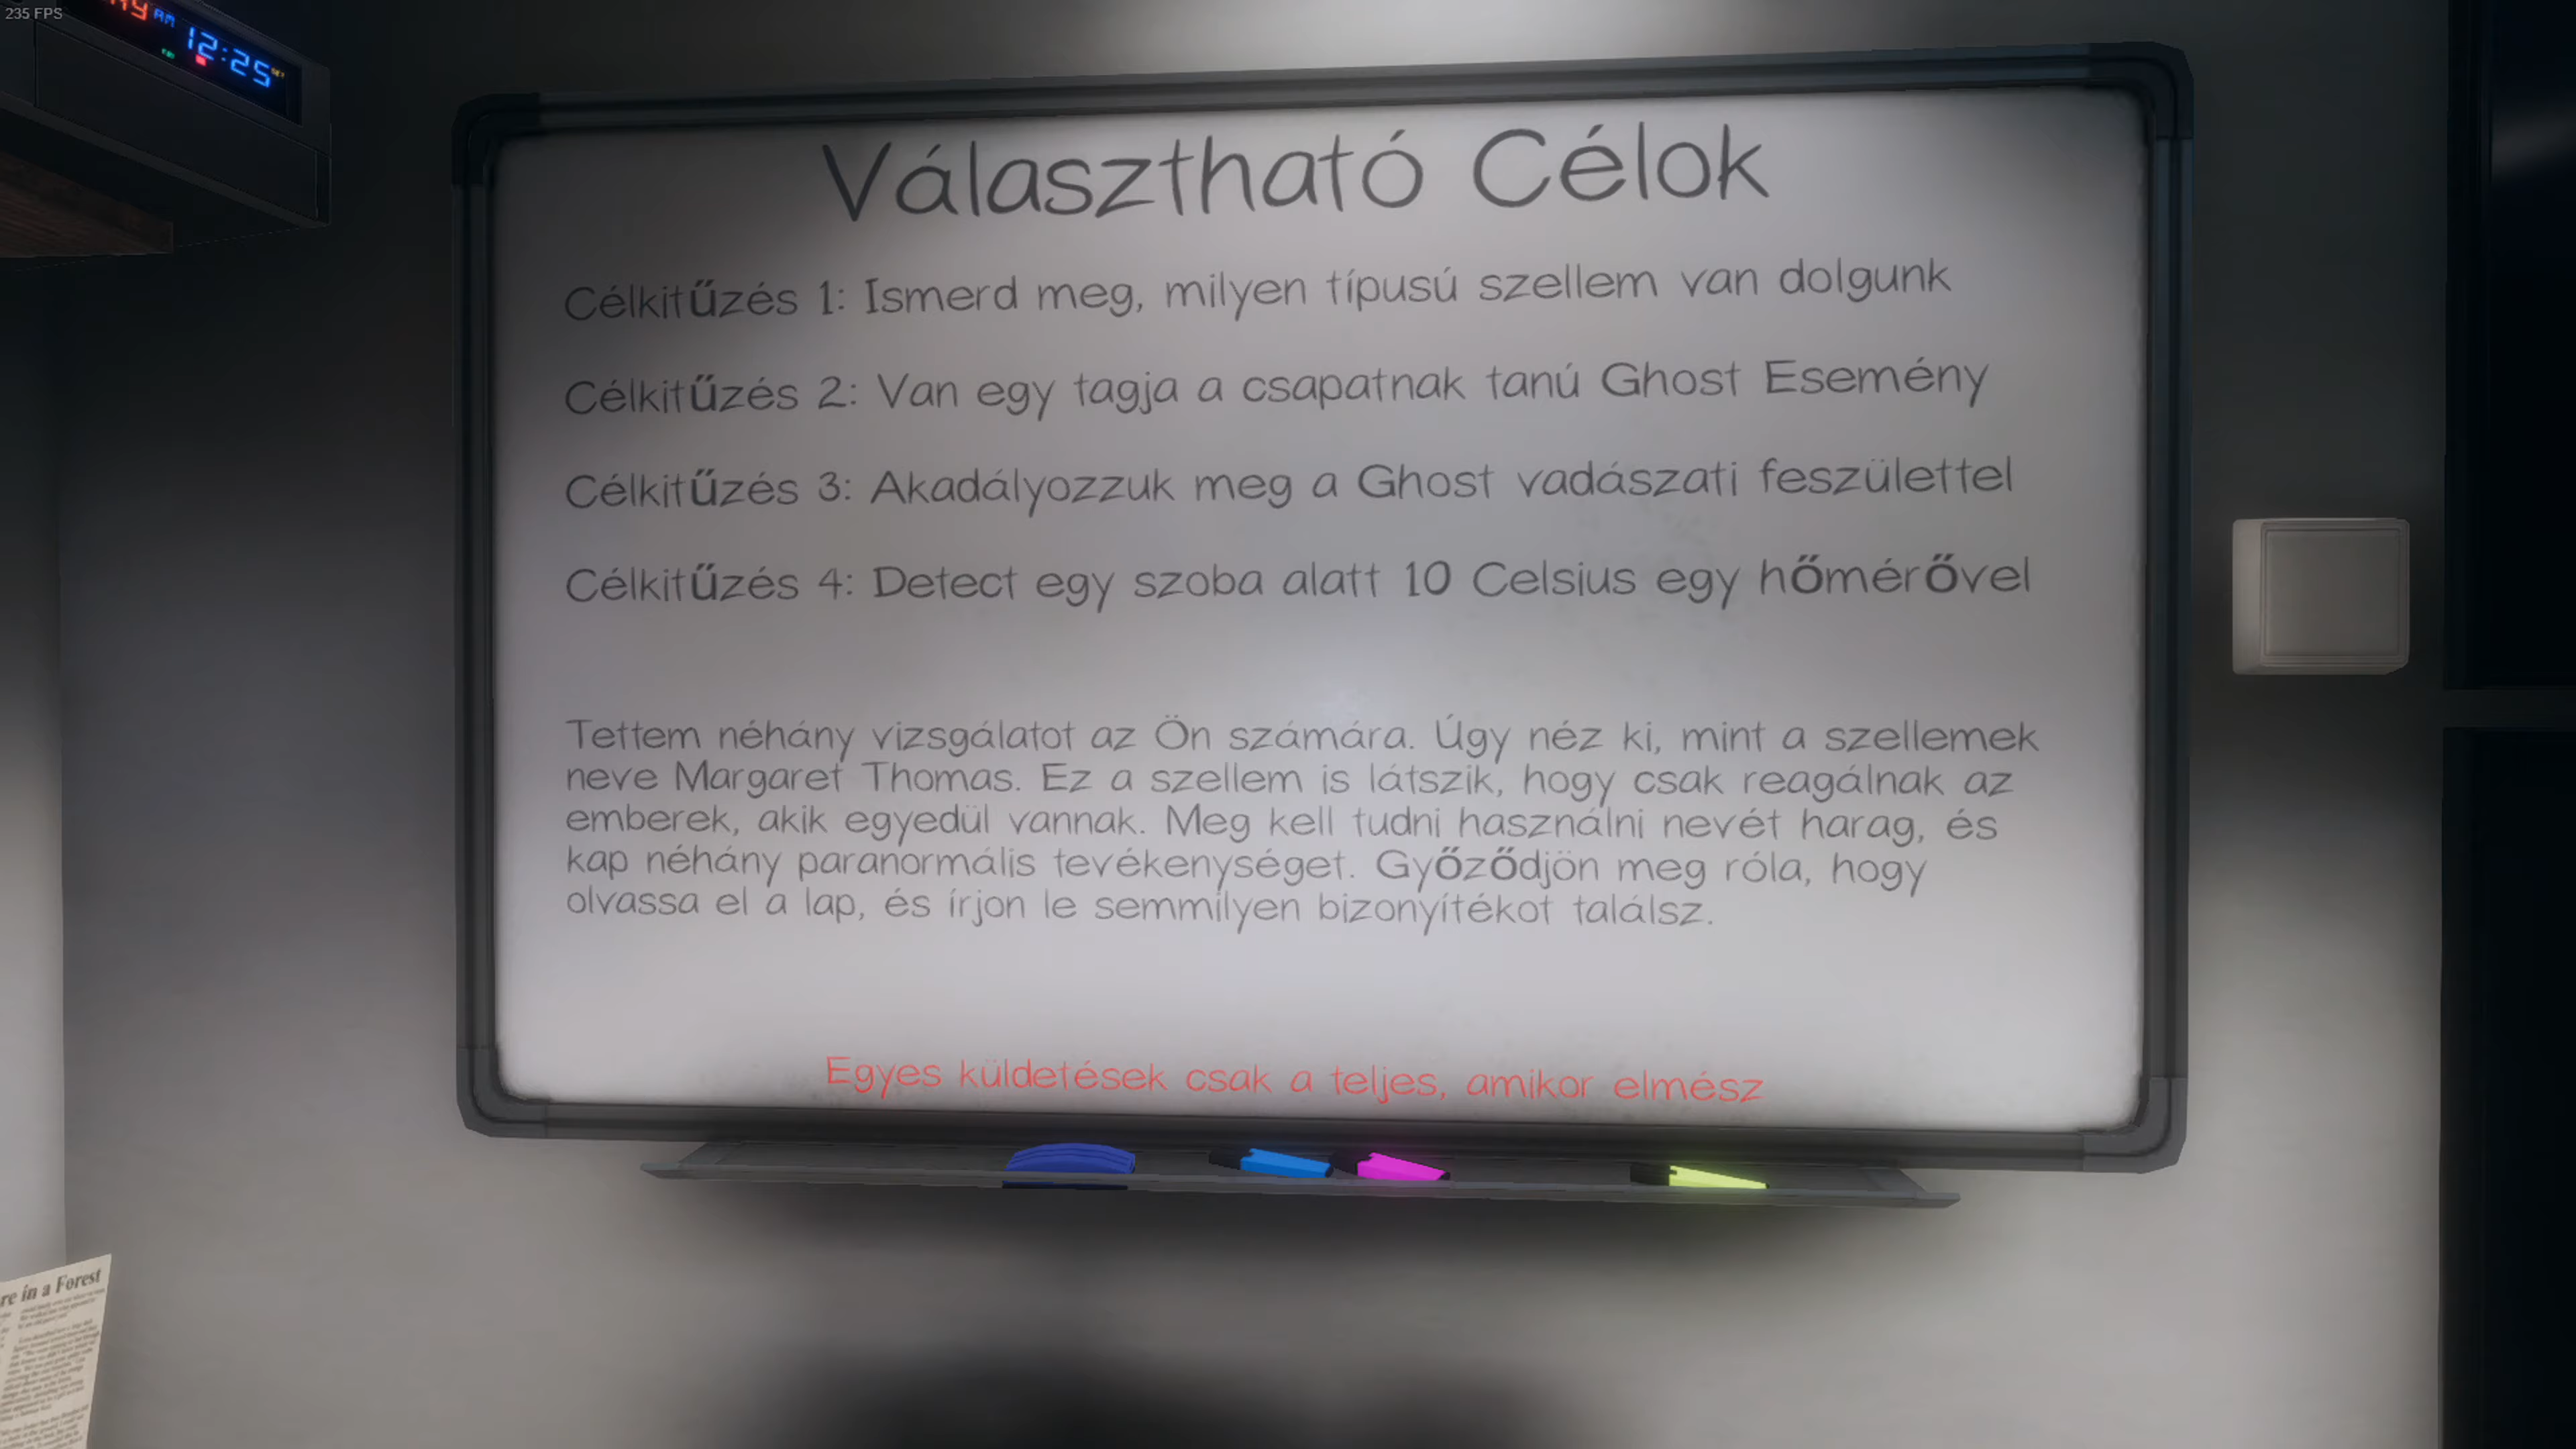 235 FPS
AM
12:25
Választható Célok
Célkitűzés 1: Ismerd meg, milyen típusú szellem van dolgunk
Célkitűzés 2: Van egy tagja a csapatnak tanú Ghost Esemény
Célkitűzés 3: Akadályozzuk meg a Ghost vadászati feszülettel
Célkitűzés 4: Detect egy szoba alatt 10 Celsius egy hőmérővel
Tettem néhány vizsgálatot az Ön számára. Úgy néz ki, mint a szellemek
neve Margaret Thomas. Ez a szellem is látszik, hogy csak reagálnak az
emberek, akik egyedül vannak. Meg kell tudni használni nevét harag, és
kap néhány paranormális tevékenységet. Győződjön meg róla, hogy
olvassa el a lap, és írjon le semmilyen bizonyítékot találsz.
Egyes küldetések csak a teljes, amikor elmész
re in a Forest